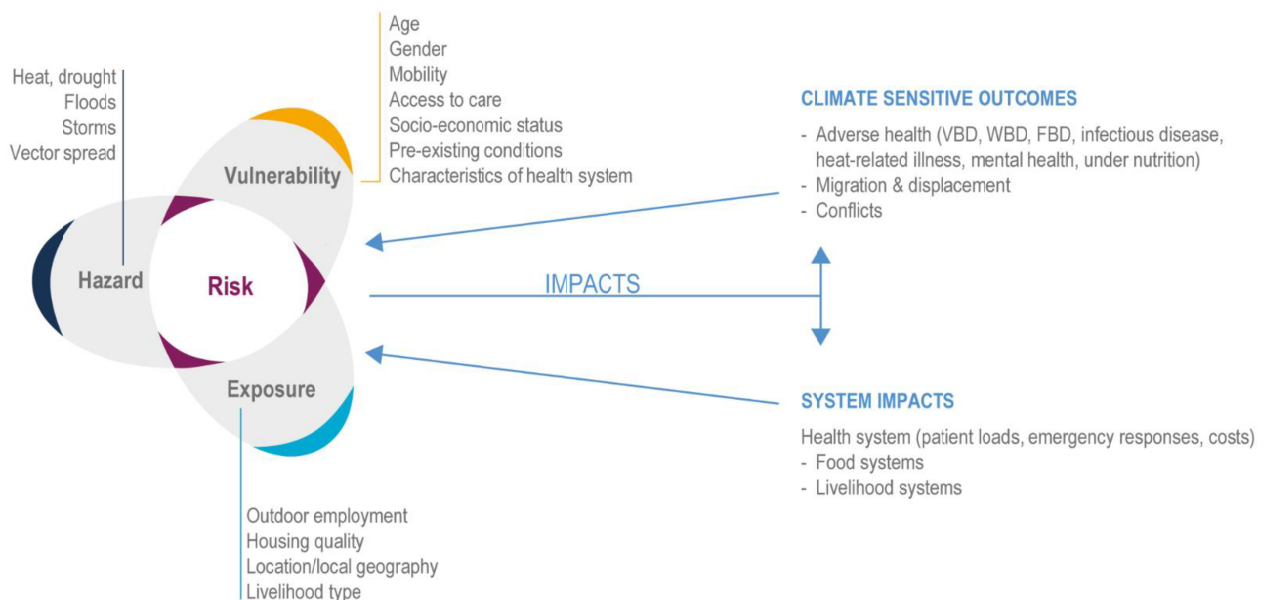 Heat, drought
Floods
Storms
Vector spread
Age
Gender
Mobility
Access to care
Socio-economic status
Pre-existing conditions
Characteristics of health system
Vulnerability
Hazard
Risk
Exposure
Outdoor employment
Housing quality
Location/local geography
Livelihood type
IMPACTS
CLIMATE SENSITIVE OUTCOMES
- Adverse health (VBD, WBD, FBD, infectious disease,
heat-related illness, mental health, under nutrition)
- Migration & displacement
- Conflicts
SYSTEM IMPACTS
Health system (patient loads, emergency responses, costs)
- Food systems
- Livelihood systems